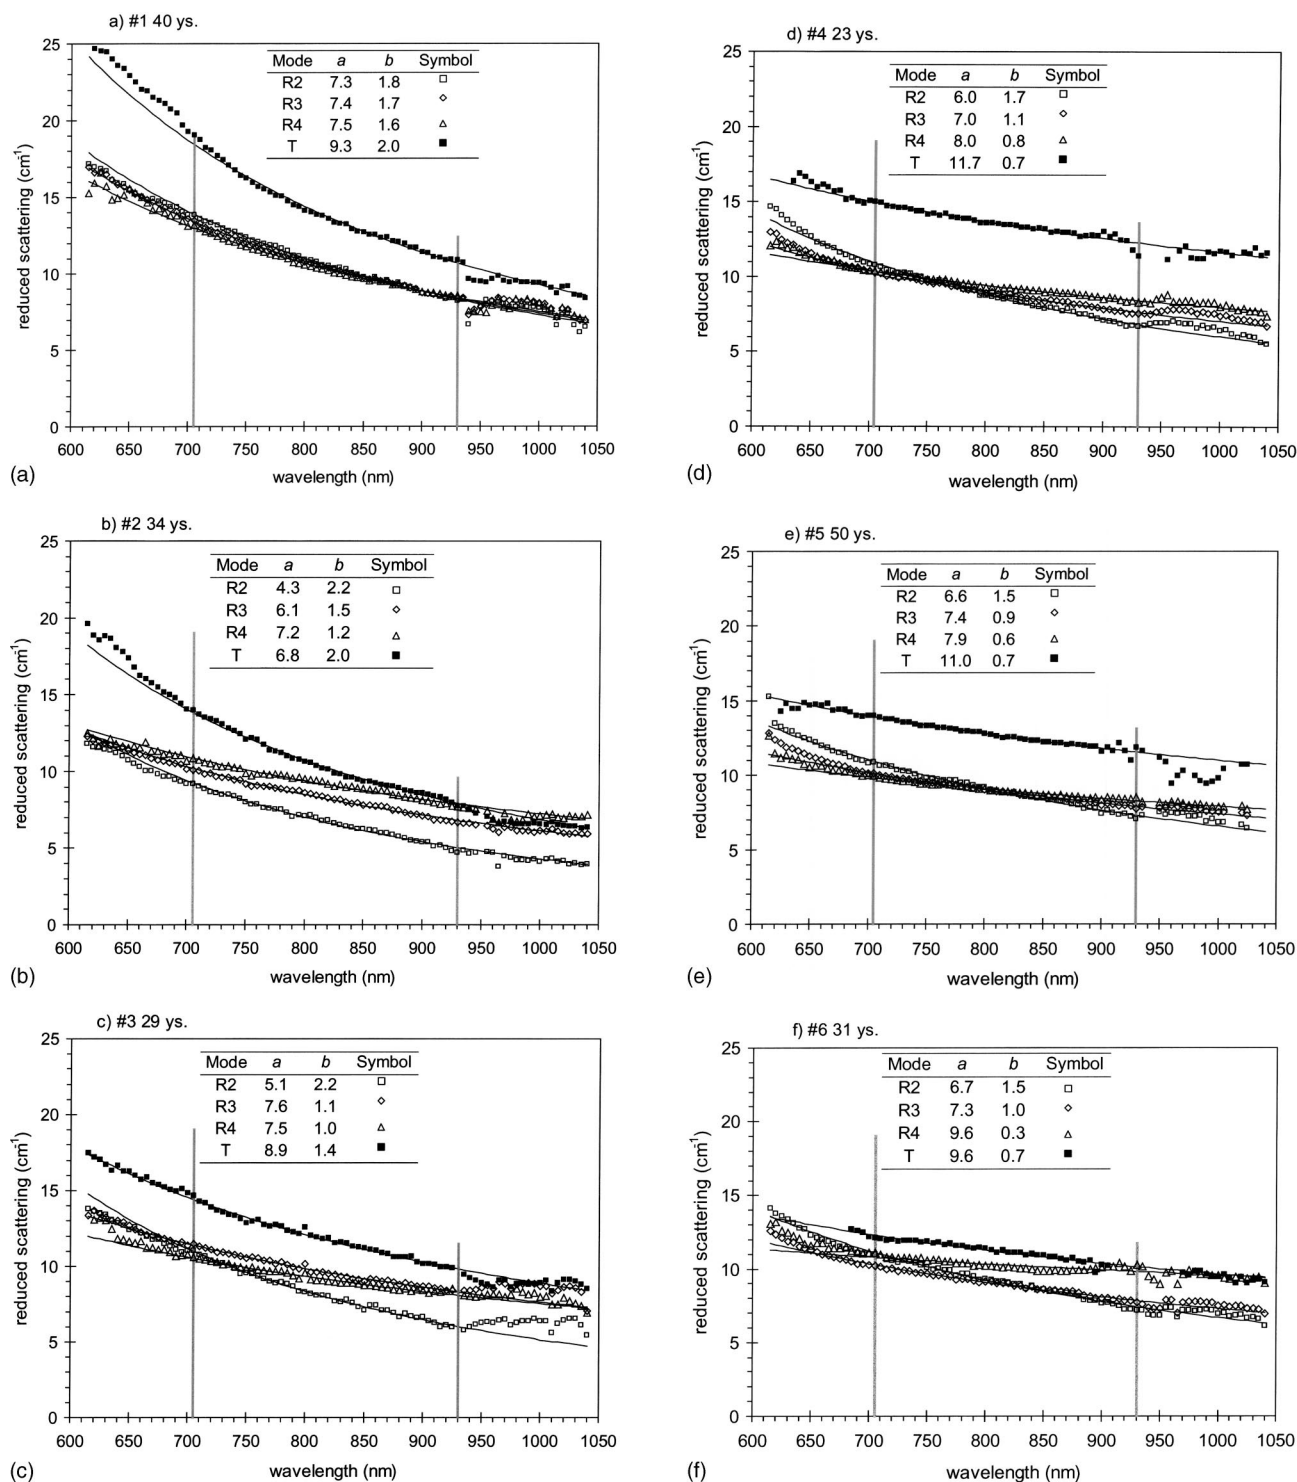 a) #1 40 ys.
Mode a b Symbol
R2 7.3 1.8
R3 7.4 1.7
R4 7.5 1.6
T 9.3 2.0
reduced scattering (cm-1)
25
20
15
10
5
0
600 650 700 750 800 850 900 950 1000 1050
wavelength (nm)
(a)
b) #2 34 ys.
Mode a b Symbol
R2 4.3 2.2
R3 6.1 1.5
R4 7.2 1.2
T 6.8 2.0
reduced scattering (cm-1)
25
20
15
10
5
0
600 650 700 750 800 850 900 950 1000 1050
wavelength (nm)
(b)
c) #3 29 ys.
Mode a b Symbol
R2 5.1 2.2
R3 7.6 1.1
R4 7.5 1.0
T 8.9 1.4
reduced scattering (cm-1)
25
20
15
10
5
0
600 650 700 750 800 850 900 950 1000 1050
wavelength (nm)
(c)
d) #4 23 ys.
Mode a b Symbol
R2 6.0 1.7
R3 7.0 1.1
R4 8.0 0.8
T 11.7 0.7
reduced scattering (cm-1)
25
20
15
10
5
0
600 650 700 750 800 850 900 950 1000 1050
wavelength (nm)
(d)
e) #5 50 ys.
Mode a b Symbol
R2 6.6 1.5
R3 7.4 0.9
R4 7.9 0.6
T 11.0 0.7
reduced scattering (cm-1)
25
20
15
10
5
0
600 650 700 750 800 850 900 950 1000 1050
wavelength (nm)
(e)
f) #6 31 ys.
Mode a b Symbol
R2 6.7 1.5
R3 7.3 1.0
R4 9.6 0.3
T 9.6 0.7
reduced scattering (cm-1)
25
20
15
10
5
0
600 650 700 750 800 850 900 950 1000 1050
wavelength (nm)
(f)